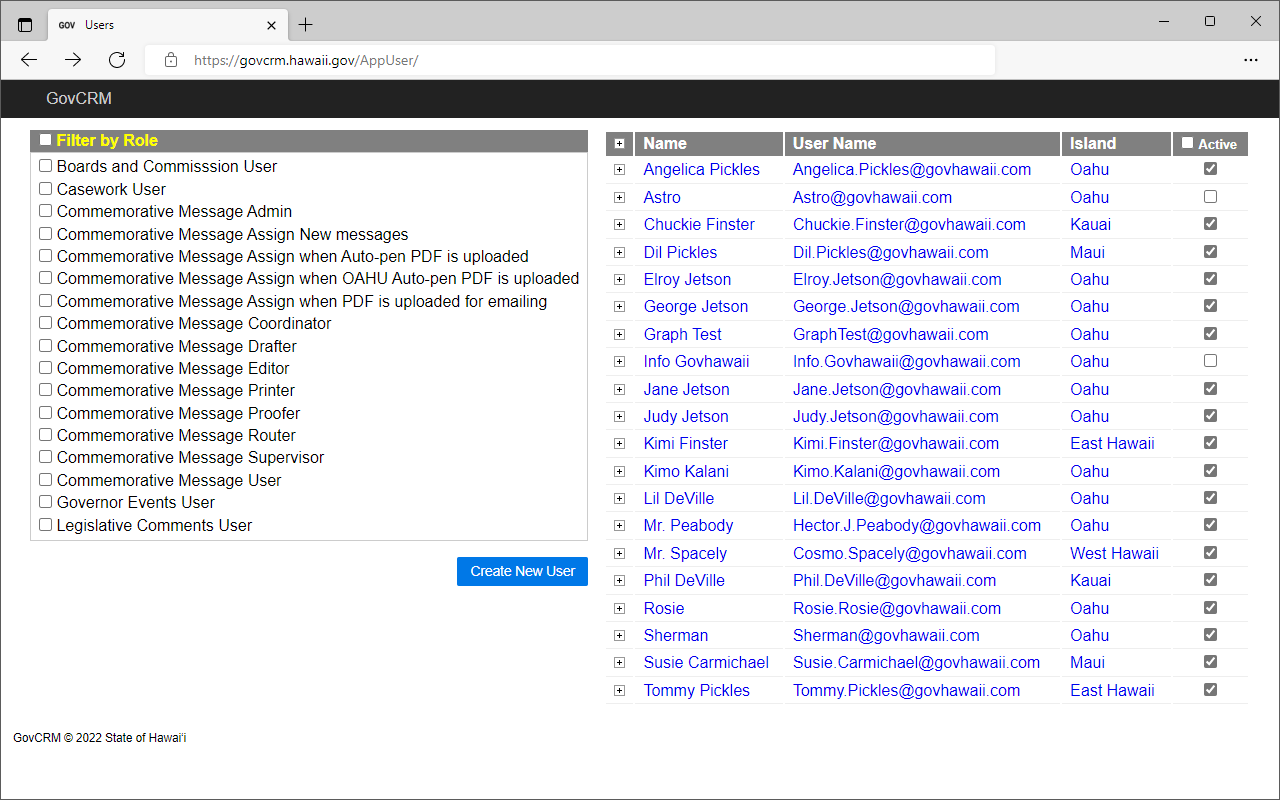 GOV Users
https://govcrm.hawaii.gov/AppUser/
GovCRM
Filter by Role
Boards and Commisssion User
Casework User
Commemorative Message Admin
Commemorative Message Assign New messages
Commemorative Message Assign when Auto-pen PDF is uploaded
Commemorative Message Assign when OAHU Auto-pen PDF is uploaded
Commemorative Message Assign when PDF is uploaded for emailing
Commemorative Message Coordinator
Commemorative Message Drafter
Commemorative Message Editor
Commemorative Message Printer
Commemorative Message Proofer
Commemorative Message Router
Commemorative Message Supervisor
Commemorative Message User
Governor Events User
Legislative Comments User
Create New User
Name User Name Island Active
Angelica Pickles Angelica.Pickles@govhawaii.com Oahu
Astro Astro@govhawaii.com Oahu
Chuckie Finster Chuckie.Finster@govhawaii.com Kauai
Dil Pickles Dil.Pickles@govhawaii.com Maui
Elroy Jetson Elroy.Jetson@govhawaii.com Oahu
George Jetson George.Jetson@govhawaii.com Oahu
Graph Test GraphTest@govhawaii.com Oahu
Info Govhawaii Info.Govhawaii@govhawaii.com Oahu
Jane Jetson Jane.Jetson@govhawaii.com Oahu
Judy Jetson Judy.Jetson@govhawaii.com Oahu
Kimi Finster Kimi.Finster@govhawaii.com East Hawaii
Kimo Kalani Kimo.Kalani@govhawaii.com Oahu
Lil DeVille Lil.DeVille@govhawaii.com Oahu
Mr. Peabody Hector.J.Peabody@govhawaii.com Oahu
Mr. Spacely Cosmo.Spacely@govhawaii.com West Hawaii
Phil DeVille Phil.DeVille@govhawaii.com Kauai
Rosie Rosie.Rosie@govhawaii.com Oahu
Sherman Sherman@govhawaii.com Oahu
Susie Carmichael Susie.Carmichael@govhawaii.com Maui
Tommy Pickles Tommy.Pickles@govhawaii.com East Hawaii
GovCRM © 2022 State of Hawaiʻi